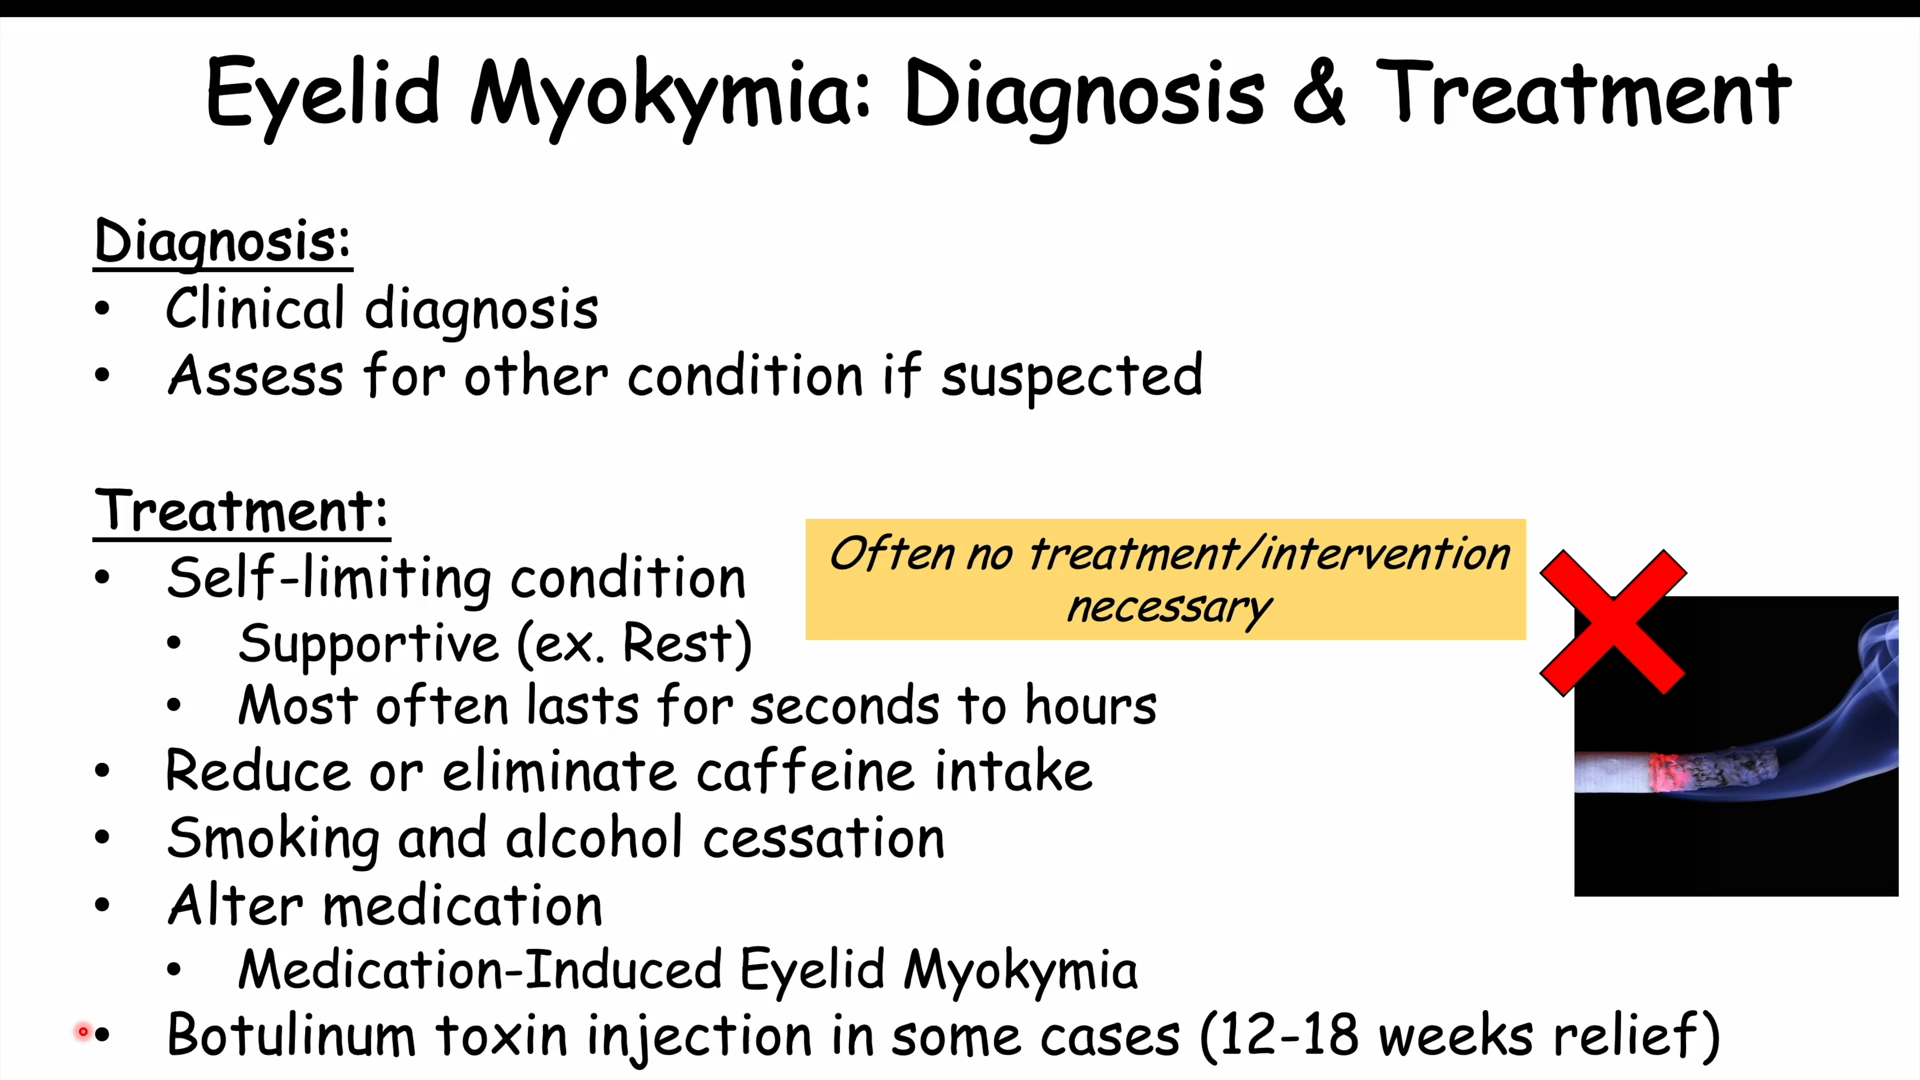 Eyelid Myokymia: Diagnosis & Treatment
Diagnosis:
• Clinical diagnosis
• Assess for other condition if suspected
Treatment:
• Self-limiting condition
• Supportive (ex. Rest)
• Most often lasts for seconds to hours
• Reduce or eliminate caffeine intake
• Smoking and alcohol cessation
• Alter medication
• Medication-Induced Eyelid Myokymia
• Botulinum toxin injection in some cases (12-18 weeks relief)
Often no treatment/intervention
necessary